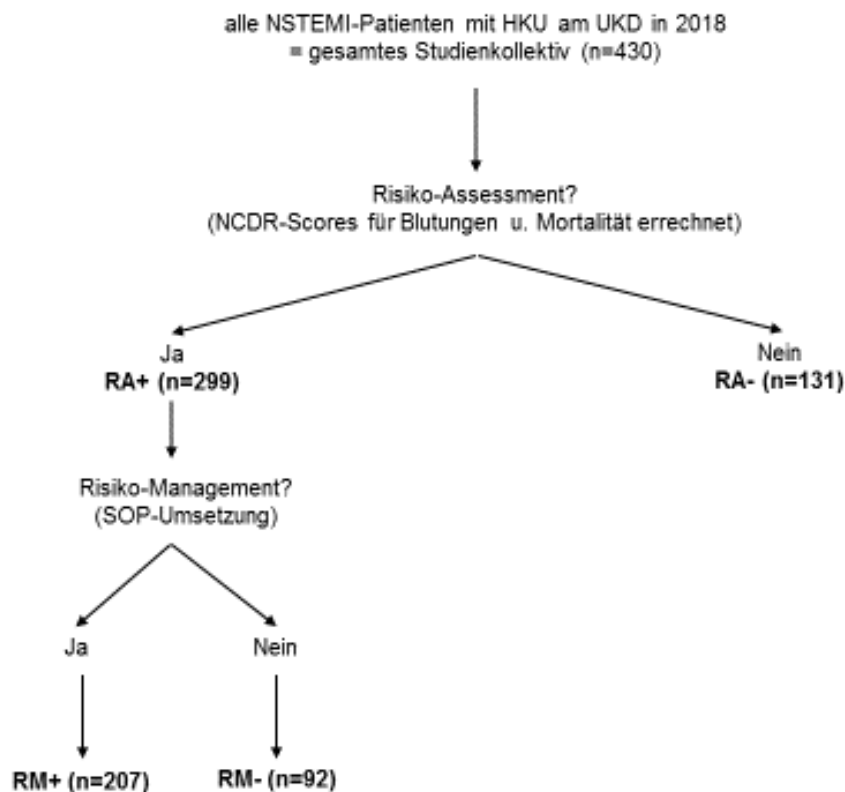 alle NSTEMI-Patienten mit HKU am UKD in 2018
= gesamtes Studienkollektiv (n=430)
Risiko-Assessment?
(NCDR-Scores für Blutungen u. Mortalität errechnet)
Ja
RA+ (n=299)
Nein
RA- (n=131)
Risiko-Management?
(SOP-Umsetzung)
Ja
Nein
RM+ (n=207)
RM- (n=92)